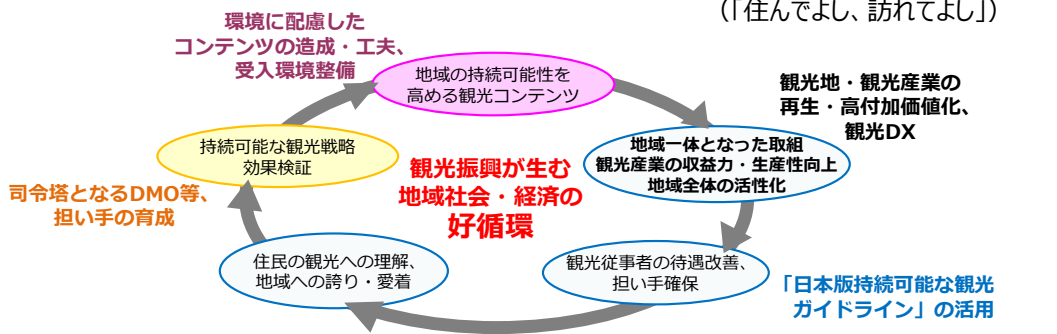 （「住んでよし、訪れてよし」）
環境に配慮した
コンテンツの造成・工夫、
受入環境整備
地域の持続可能性を
高める観光コンテンツ
観光地・観光産業の
再生・高付加価値化、
観光DX
地域一体となった取組
観光産業の収益力・生産性向上
地域全体の活性化
持続可能な観光戦略
効果検証
観光振興が生む
地域社会・経済の
好循環
司令塔となるDMO等、
担い手の育成
住民の観光への理解、
地域への誇り・愛着
観光従事者の待遇改善、
担い手確保
「日本版持続可能な観光
ガイドライン」の活用